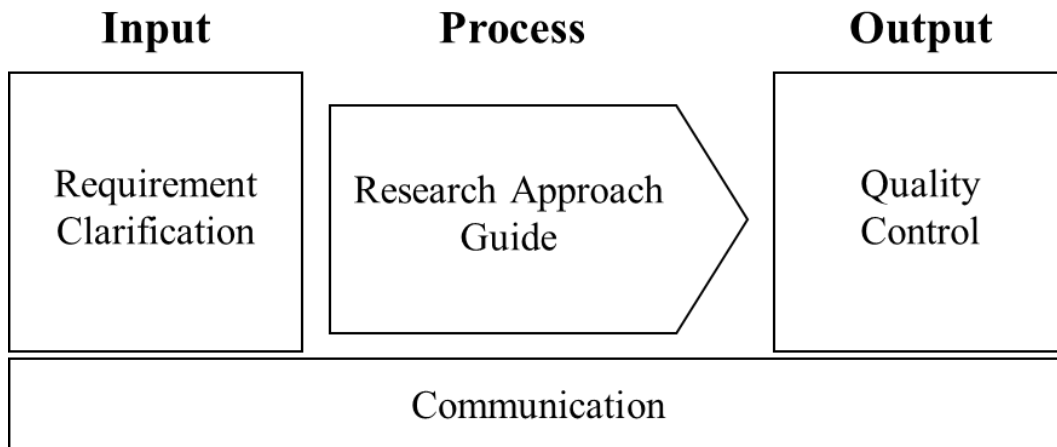 Input
Process
Output
Requirement
Clarification
Research Approach
Guide
Quality
Control
Communication